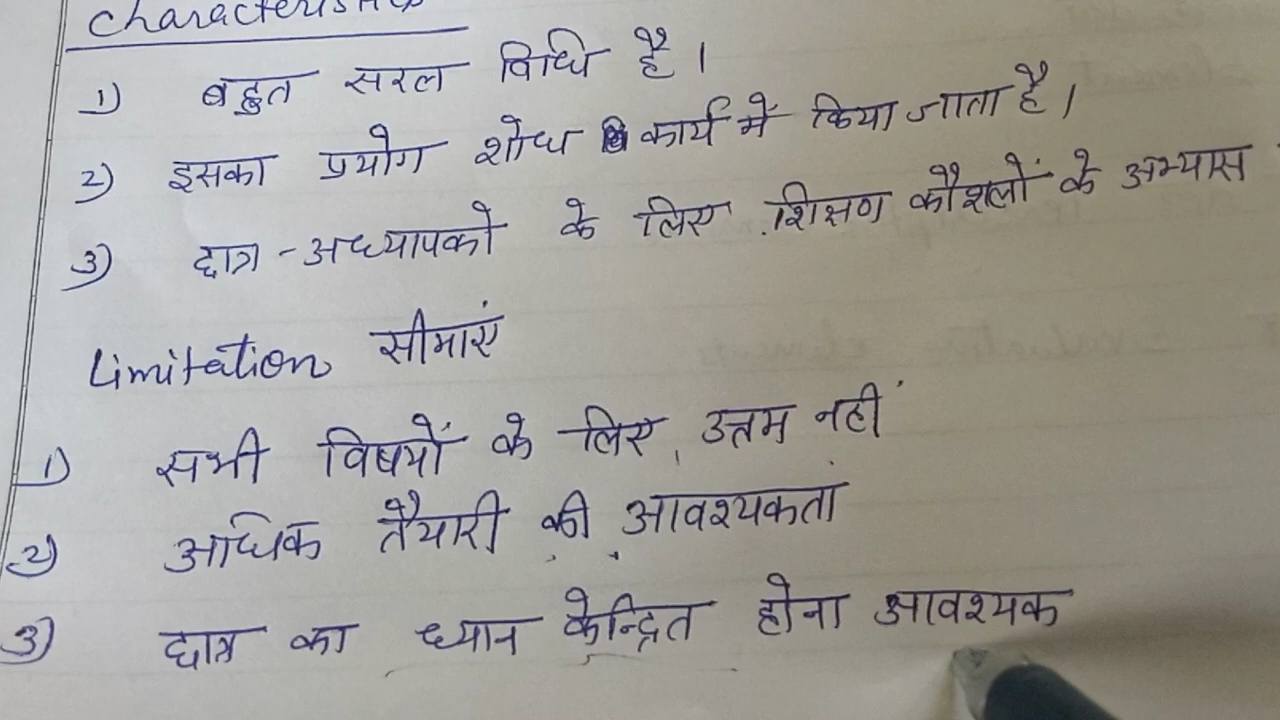 characteristic
1) बहुत सरल विधि है।
2) इसका प्रयोग शोध कार्य में किया जाता है।
3) छात्र-अध्यापको के लिए शिक्षण कौशलों के अभ्यास
Limitation सीमाएं
1) सभी विषयों के लिए, उत्तम नहीं
2) अधिक तैयारी की आवश्यकता
3) छात्र का ध्यान केन्द्रित होना आवश्यक